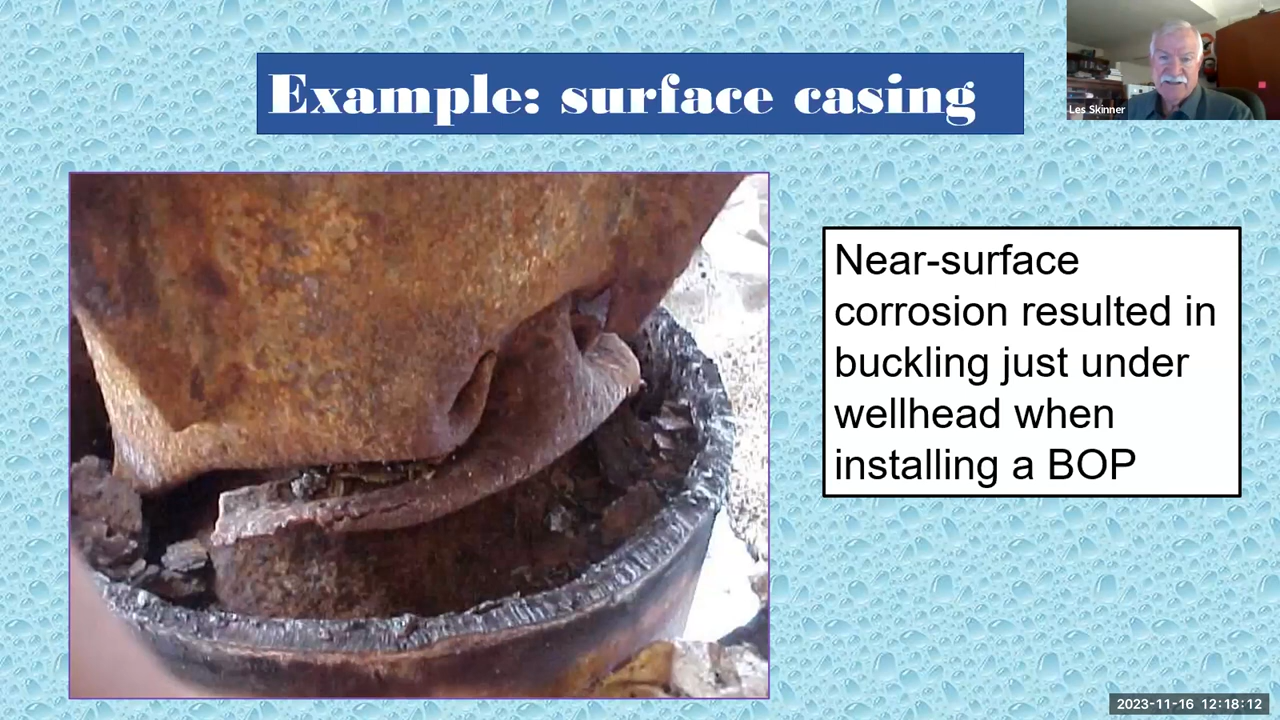 Example: surface casing
Les Skinner
Near-surface
corrosion resulted in
buckling just under
wellhead when
installing a BOP
2023-11-16 12:18:12